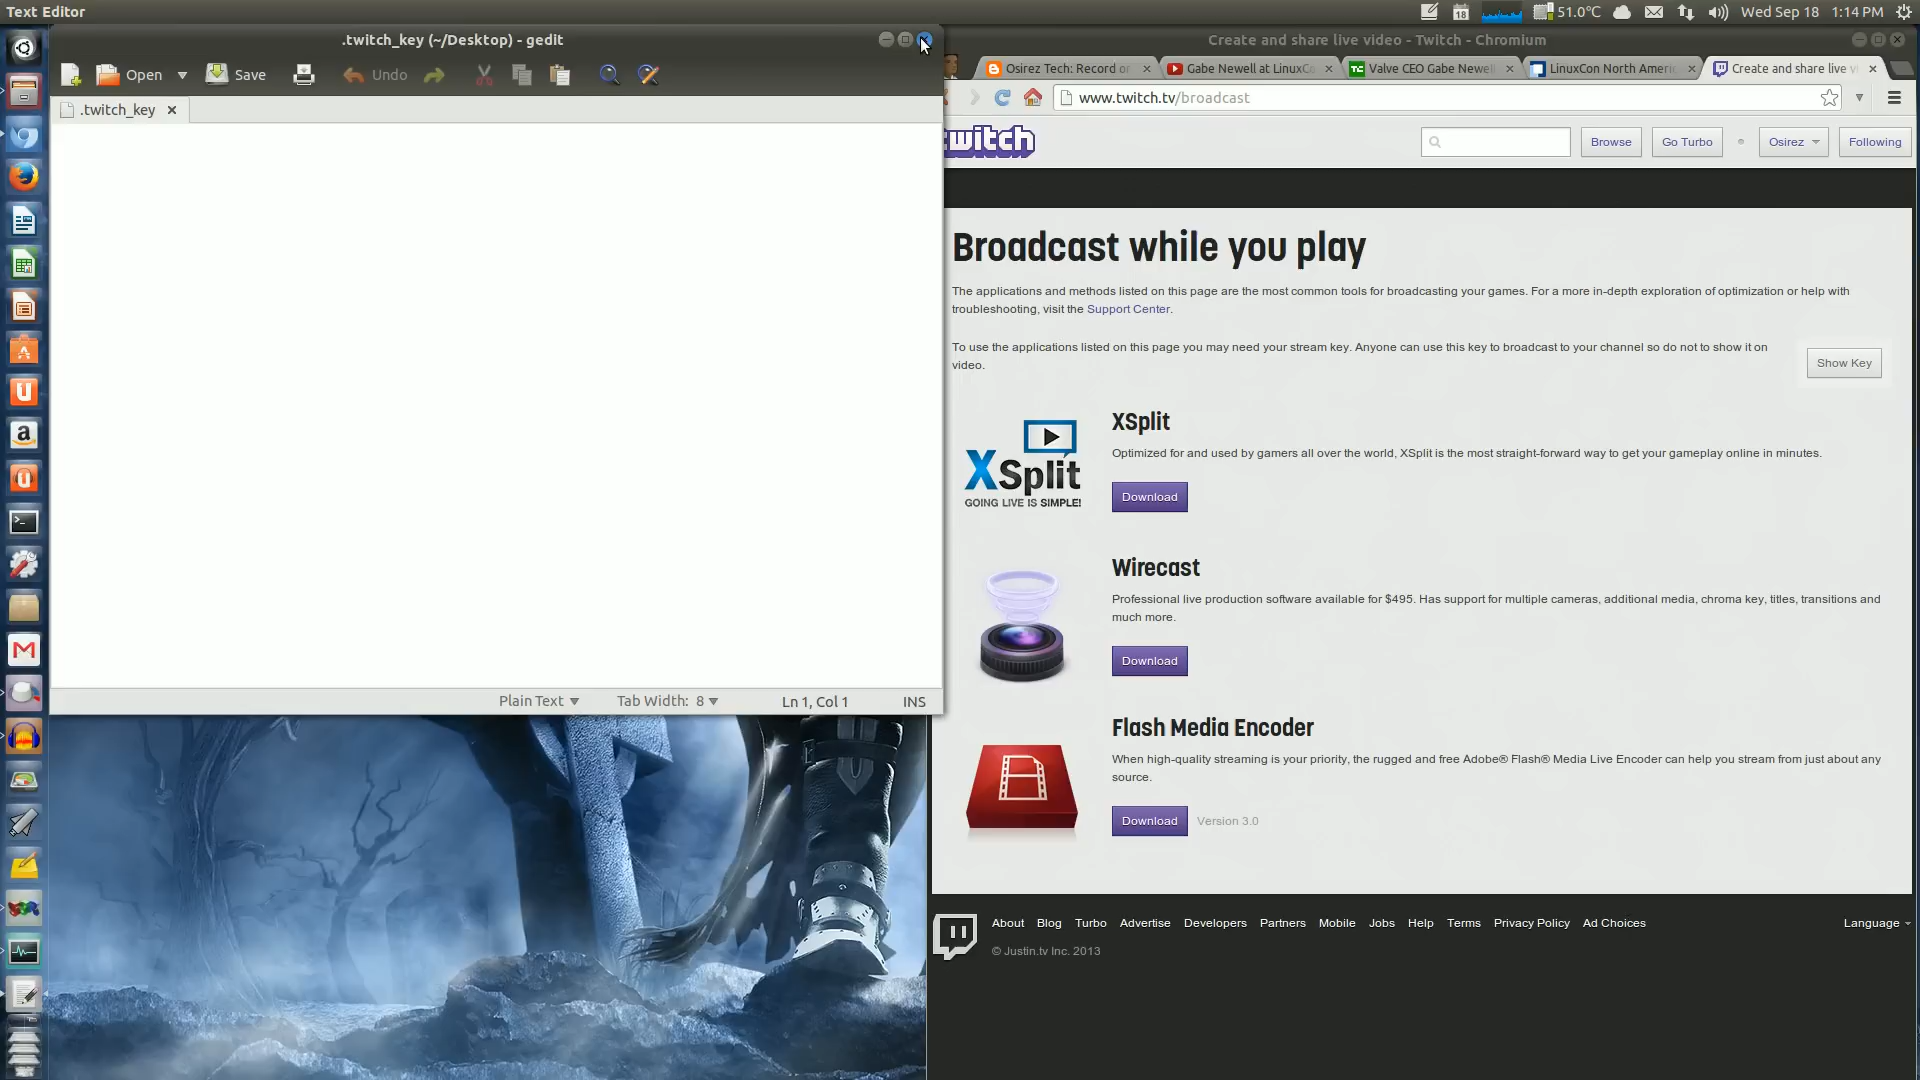 Text Editor
18
51.0°C
Wed Sep 18
1:14 PM
.twitch_key (~/Desktop) - gedit
Open
Save
Undo
.twitch_key
Plain Text
Tab Width: 8
Ln 1, Col 1
INS
Create and share live video - Twitch - Chromium
Osirez Tech: Record or
Gabe Newell at LinuxCo
Valve CEO Gabe Newell
LinuxCon North Americ
Create and share live v
www.twitch.tv/broadcast
twitch
Browse
Go Turbo
Osirez
Following
Broadcast while you play
The applications and methods listed on this page are the most common tools for broadcasting your games. For a more in-depth exploration of optimization or help with
troubleshooting, visit the Support Center.
To use the applications listed on this page you may need your stream key. Anyone can use this key to broadcast to your channel so do not to show it on
video.
Show Key
XSplit
GOING LIVE IS SIMPLE!
XSplit
Optimized for and used by gamers all over the world, XSplit is the most straight-forward way to get your gameplay online in minutes.
Download
Wirecast
Professional live production software available for $495. Has support for multiple cameras, additional media, chroma key, titles, transitions and
much more.
Download
Flash Media Encoder
When high-quality streaming is your priority, the rugged and free Adobe® Flash® Media Live Encoder can help you stream from just about any
source.
Download
Version 3.0
About Blog Turbo Advertise Developers Partners Mobile Jobs Help Terms Privacy Policy Ad Choices
Language
© Justin.tv Inc. 2013